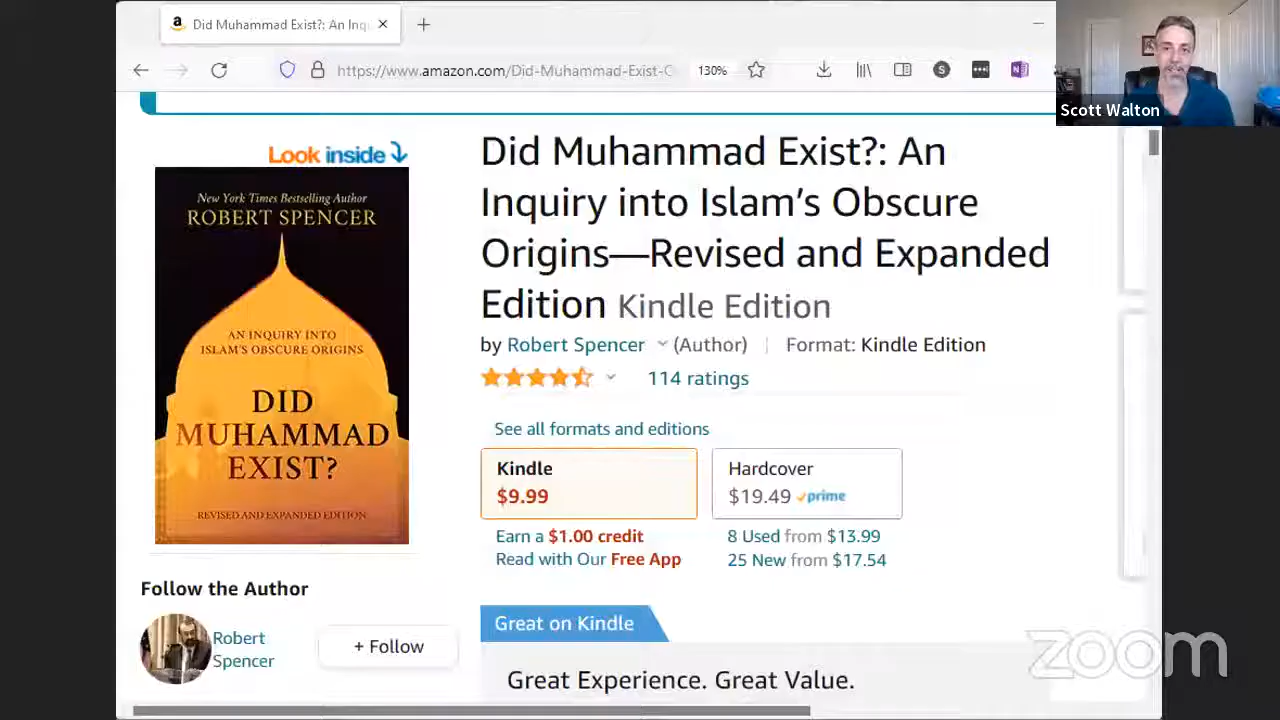 Did Muhammad Exist?: An Inqu
https://www.amazon.com/Did-Muhammad-Exist-O
130%
S
N
Scott Walton
Look inside
New York Times Bestselling Author
ROBERT SPENCER
AN INQUIRY INTO
ISLAM'S OBSCURE ORIGINS
DID
MUHAMMAD
EXIST?
REVISED AND EXPANDED EDITION
Did Muhammad Exist?: An
Inquiry into Islam's Obscure
Origins—Revised and Expanded
Edition Kindle Edition
by Robert Spencer (Author) | Format: Kindle Edition
114 ratings
See all formats and editions
Kindle
$9.99
Hardcover
$19.49 prime
Earn a $1.00 credit
Read with Our Free App
8 Used from $13.99
25 New from $17.54
Follow the Author
Robert
Spencer
+ Follow
Great on Kindle
Great Experience. Great Value.
zoom